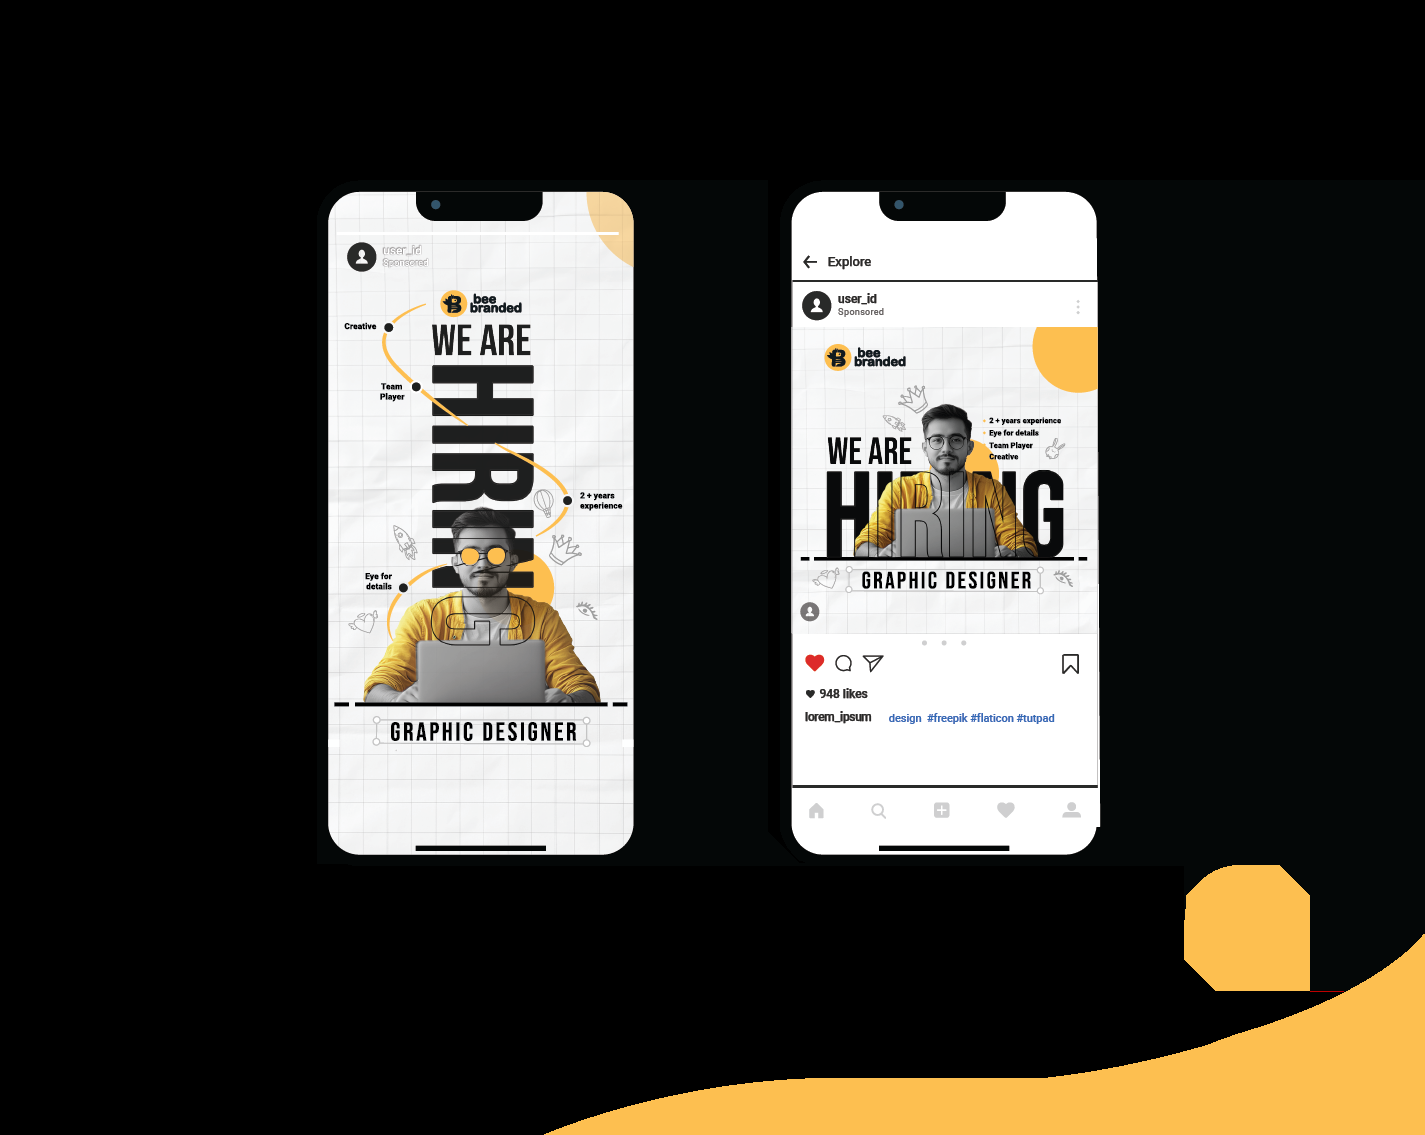 user_id
Sponsored
bee
branded
WE ARE
HIRING
Creative
Team
Player
2 + years
experience
Eye for
details
GRAPHIC DESIGNER
Explore
user_id
Sponsored
bee
branded
2 + years experience
Eye for details
Team Player
Creative
WE ARE
HIRING
GRAPHIC DESIGNER
948 likes
lorem_ipsum design #freepik #flaticon #tutpad